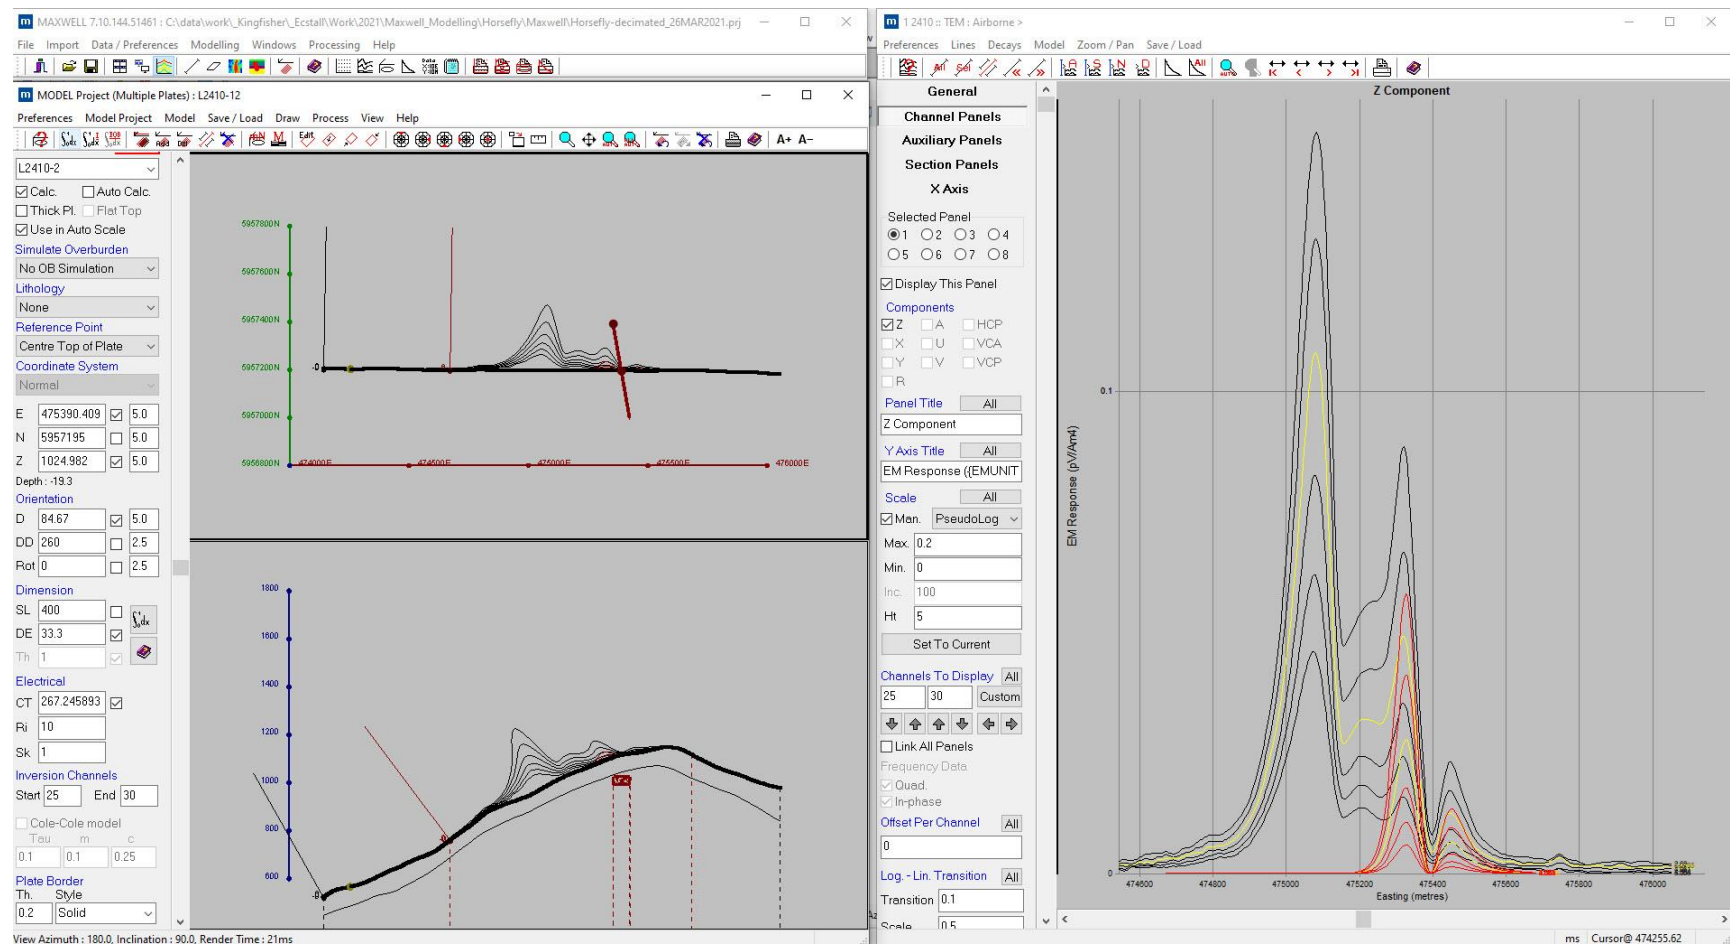 MAXWELL 7.10.144.51461 : C:\data\work\_Kingfisher\_Ecstall\Work\2021\Maxwell_Modelling\Horsefly\Maxwell\Horsefly-decimated_26MAR2021.prj
File Import Data / Preferences Modelling Windows Processing Help
MODEL Project (Multiple Plates) : L2410-12
Preferences Model Project Model Save / Load Draw Process View Help
A+ A-
L2410-2
Calc. Auto Calc.
Thick Pl. Flat Top
Use in Auto Scale
Simulate Overburden
No OB Simulation
Lithology
None
Reference Point
Centre Top of Plate
Coordinate System
Normal
E 475390.409 5.0
N 5957195 5.0
Z 1024.982 5.0
Depth : -19.3
Orientation
D 84.67 5.0
DD 260 2.5
Rot 0 2.5
Dimension
SL 400
DE 33.3
Th 1
Electrical
CT 267.245893
Ri 10
Sk 1
Inversion Channels
Start 25 End 30
Cole-Cole model
Tau m c
0.1 0.1 0.25
Plate Border
Th. Style
0.2 Solid
View Azimuth : 180.0, Inclination : 90.0, Render Time : 21ms
5957800N
5957600N
5957400N
5957200N
5957000N
5956800N
474000E 474500E 475000E 475500E 476000E
1800
1600
1400
1200
1000
800
600
1 2410 :: TEM : Airborne >
Preferences Lines Decays Model Zoom / Pan Save / Load
General
Channel Panels
Auxiliary Panels
Section Panels
X Axis
Selected Panel
1 2 3 4
5 6 7 8
Display This Panel
Components
Z A HCP
X U VCA
Y V VCP
R
Panel Title All
Z Component
Y Axis Title All
EM Response ({EMUNIT
Scale All
Man. PseudoLog
Max. 0.2
Min. 0
Inc. 100
Ht 5
Set To Current
Channels To Display All
25 30 Custom
Link All Panels
Frequency Data
Quad.
In-phase
Offset Per Channel All
0
Log. - Lin. Transition All
Transition 0.1
Scale 0.5
Z Component
EM Response (pV/Am4)
0.1
0
474600 474800 475000 475200 475400 475600 475800 476000
Easting (metres)
ms Cursor@ 474255.62